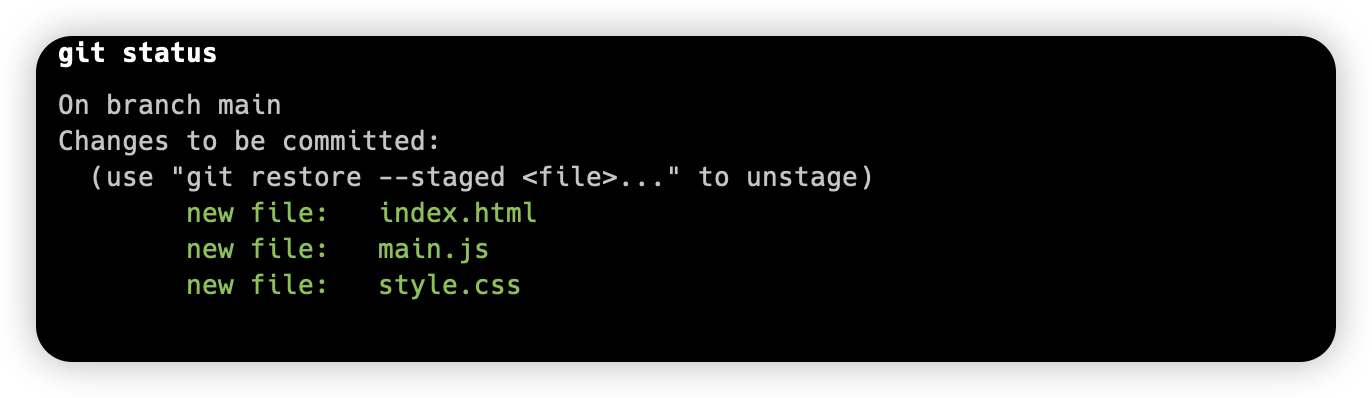 git status
On branch main
Changes to be committed:
  (use "git restore --staged <file>..." to unstage)
        new file:   index.html
        new file:   main.js
        new file:   style.css